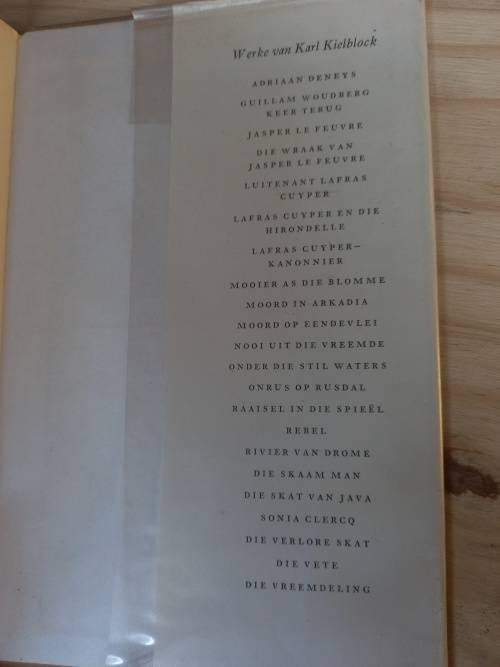 Werke van Karl Kielblock
ADRIAAN DENEYS
GUILLAM WOUDBERG
KEER TERUG
JASPER LE FEUVRE
DIE WRAAK VAN
JASPER LE FEUVRE
LUITENANT LAFRAS
CUYPER
LAFRAS CUYPER EN DIE
HIRONDELLE
LAFRAS CUYPER—
KANONNIER
MOOIER AS DIE BLOMME
MOORD IN ARKADIA
MOORD OP EENDEVLEI
NOOI UIT DIE VREEMDE
ONDER DIE STIL WATERS
ONRUS OP RUSDAL
RAAISEL IN DIE SPIEËL
REBEL
RIVIER VAN DROME
DIE SKAAM MAN
DIE SKAT VAN JAVA
SONIA CLERCQ
DIE VERLORE SKAT
DIE VETE
DIE VREEMDELING